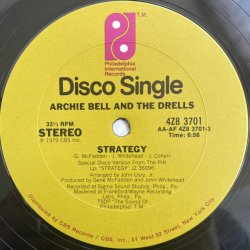 T.M.
Philadelphia
International
Records
Disco Single
ARCHIE BELL AND THE DRELLS
33⅓ RPM
STEREO
℗ 1979 CBS Inc.
4Z8 3701
AA-AF 4Z8 3701-3
Time: 6:56
STRATEGY
-G. McFadden - J. Whitehead - J. Cohen-
Special Disco Version From The PIR
Lp "STRATEGY" JZ 36096
Arranged by John Usry, Jr.
Produced by Gene McFadden and John Whitehead
Recorded at Sigma Sound Studios, Phila., Pa.
Mastered at Frankford/Wayne Recording
Labs, Phila., Pa.
TSOP "The Sound Of
Philadelphia" T.M.
Distributed by CBS Records/CBS Inc./51 West 52 Street, New York City